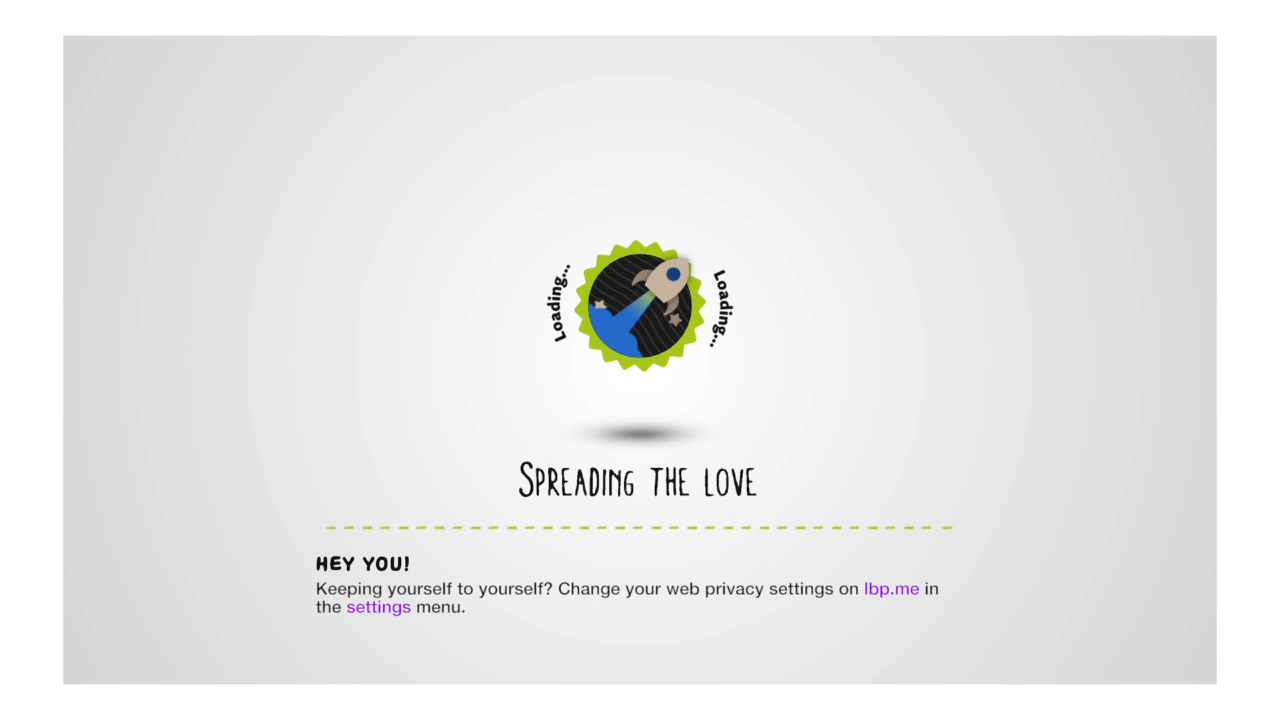 Loading...
Loading...
SPREADING THE LOVE
HEY YOU!
Keeping yourself to yourself? Change your web privacy settings on lbp.me in
the settings menu.